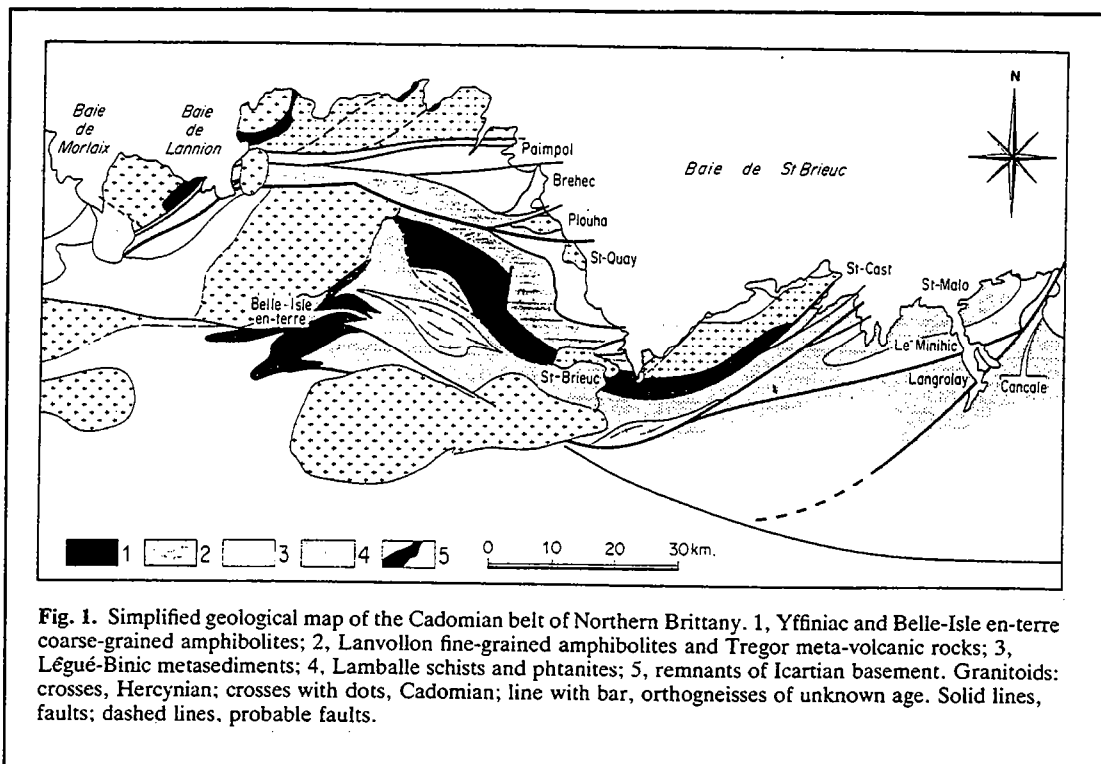 N
Baie
de
Morlaix
Baie
de
Lannion
Paimpol
Brehec
Baie de St Brieuc
Plouha
St-Quay
St-Cast
St-Malo
Belle-Isle
en-terre
Le Minihic
St-Brieuc
Langrolay
Cancale
1 2 3 4 5 0 10 20 30 km.
Fig. 1. Simplified geological map of the Cadomian belt of Northern Brittany. 1, Yffiniac and Belle-Isle en-terre
coarse-grained amphibolites; 2, Lanvollon fine-grained amphibolites and Tregor meta-volcanic rocks; 3,
Légué-Binic metasediments; 4, Lamballe schists and phtanites; 5, remnants of Icartian basement. Granitoids:
crosses, Hercynian; crosses with dots, Cadomian; line with bar, orthogneisses of unknown age. Solid lines,
faults; dashed lines, probable faults.